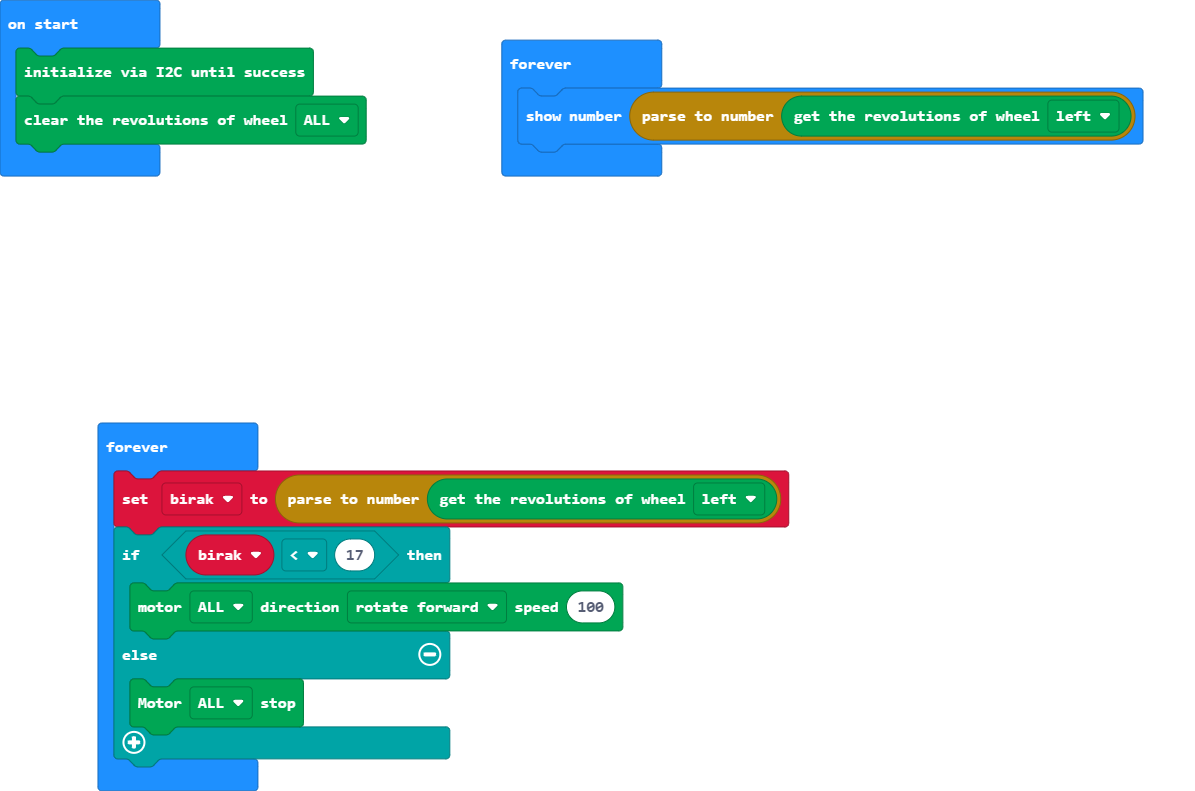 on start
initialize via I2C until success
clear the revolutions of wheel ALL
forever
show number parse to number get the revolutions of wheel left
forever
set birak to parse to number get the revolutions of wheel left
if birak < 17 then
motor ALL direction rotate forward speed 100
else
Motor ALL stop